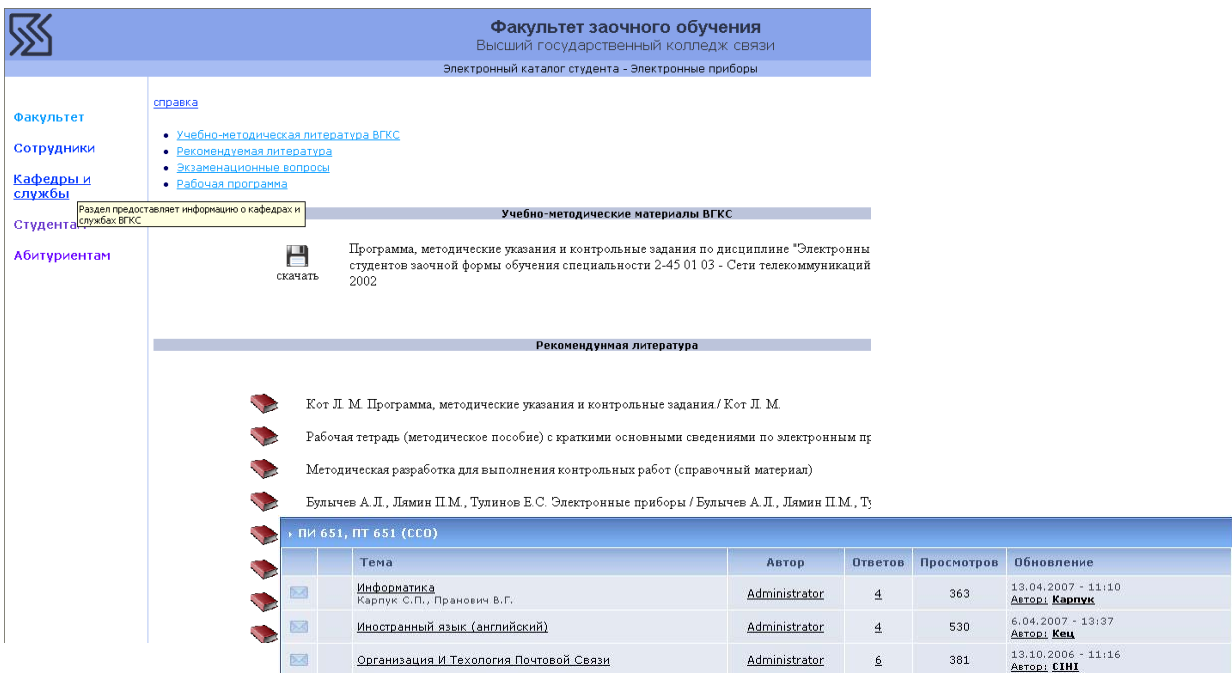 Факультет заочного обучения
Высший государственный колледж связи
Электронный каталог студента - Электронные приборы
Факультет
Сотрудники
Кафедры и
службы
Раздел предоставляет информацию о кафедрах и
службах ВГКС
Абитуриентам
справка
Учебно-методическая литература ВГКС
Рекомендуемая литература
Экзаменационные вопросы
Рабочая программа
Учебно-методические материалы ВГКС
скачать
Программа, методические указания и контрольные задания по дисциплине "Электронны
студентов заочной формы обучения специальности 2-45 01 03 - Сети телекоммуникаций
2002
Рекомендунмая литература
Кот Л. М. Программа, методические указания и контрольные задания./ Кот Л. М.
Рабочая тетрадь (методическое пособие) с краткими основными сведениями по электронным пр
Методическая разработка для выполнения контрольных работ (справочный материал)
Булычев А.Л., Лямин П.М., Тулинов Е.С. Электронные приборы / Булычев А.Л., Лямин П.М., Ту
ПИ 651, ПТ 651 (ССО)
Тема Автор Ответов Просмотров Обновление
Информатика
Карпук С.П., Пранович В.Г.
Administrator 4 363
13.04.2007 - 11:10
Автор: Карпук
Иностранный язык (английский) Administrator 4 530
6.04.2007 - 13:37
Автор: Кец
Организация И Техология Почтовой Связи Administrator 6 381
13.10.2006 - 11:16
Автор: CIHI